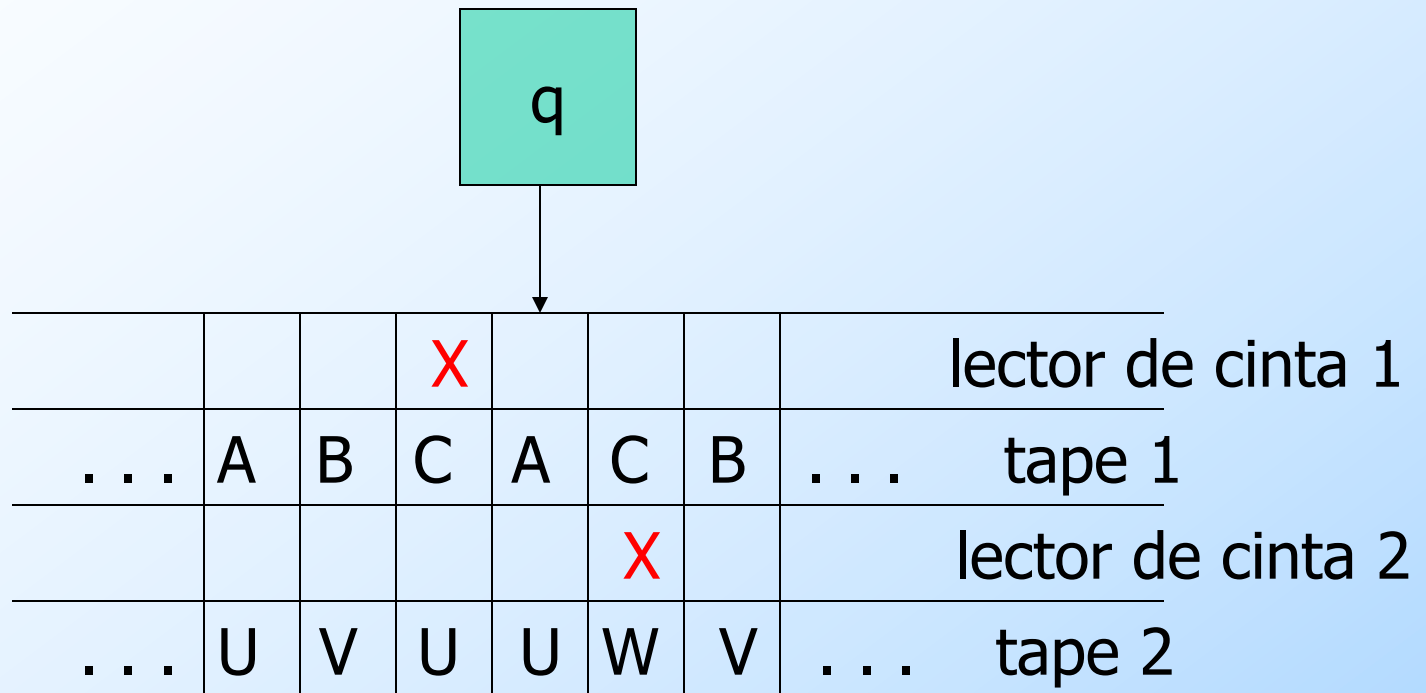 q
X lector de cinta 1
. . . A B C A C B . . . tape 1
X lector de cinta 2
. . . U V U U W V . . . tape 2